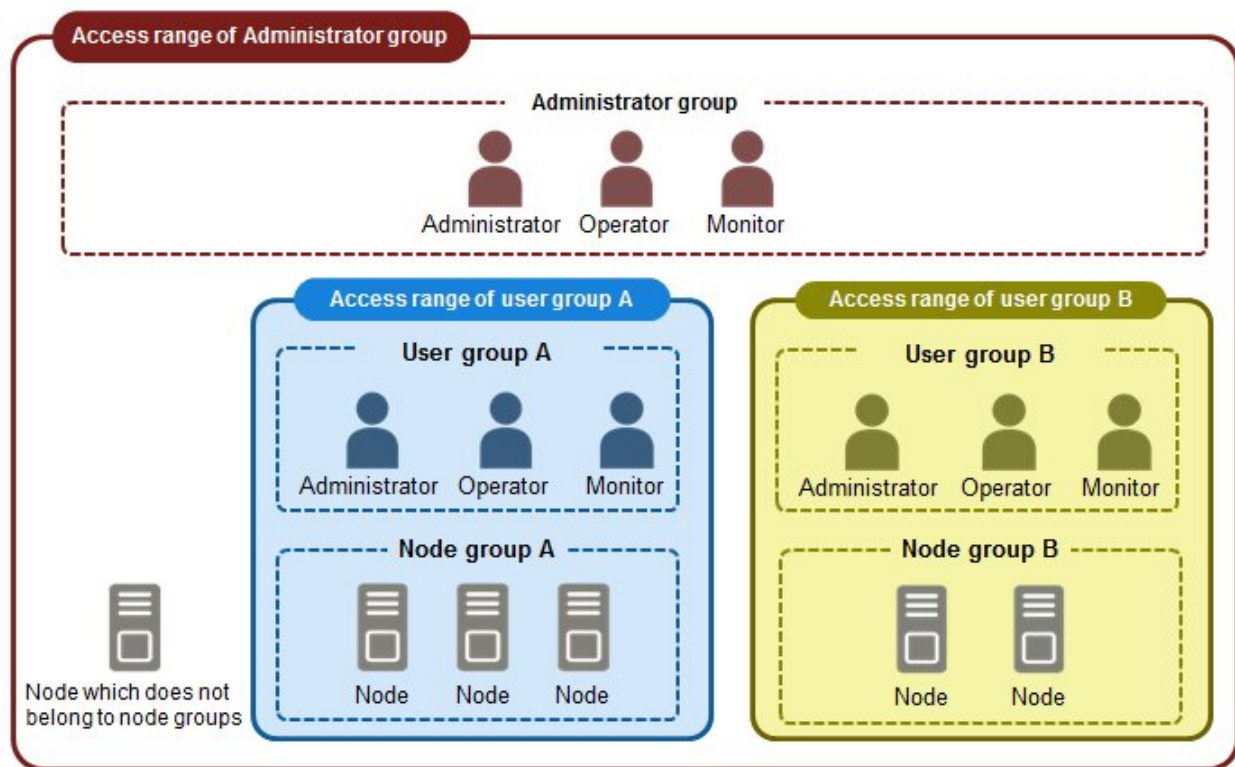 Access range of Administrator group
Administrator group
Administrator
Operator
Monitor
Access range of user group A
User group A
Administrator
Operator
Monitor
Node group A
Node
Node
Node
Access range of user group B
User group B
Administrator
Operator
Monitor
Node group B
Node
Node
Node which does not
belong to node groups